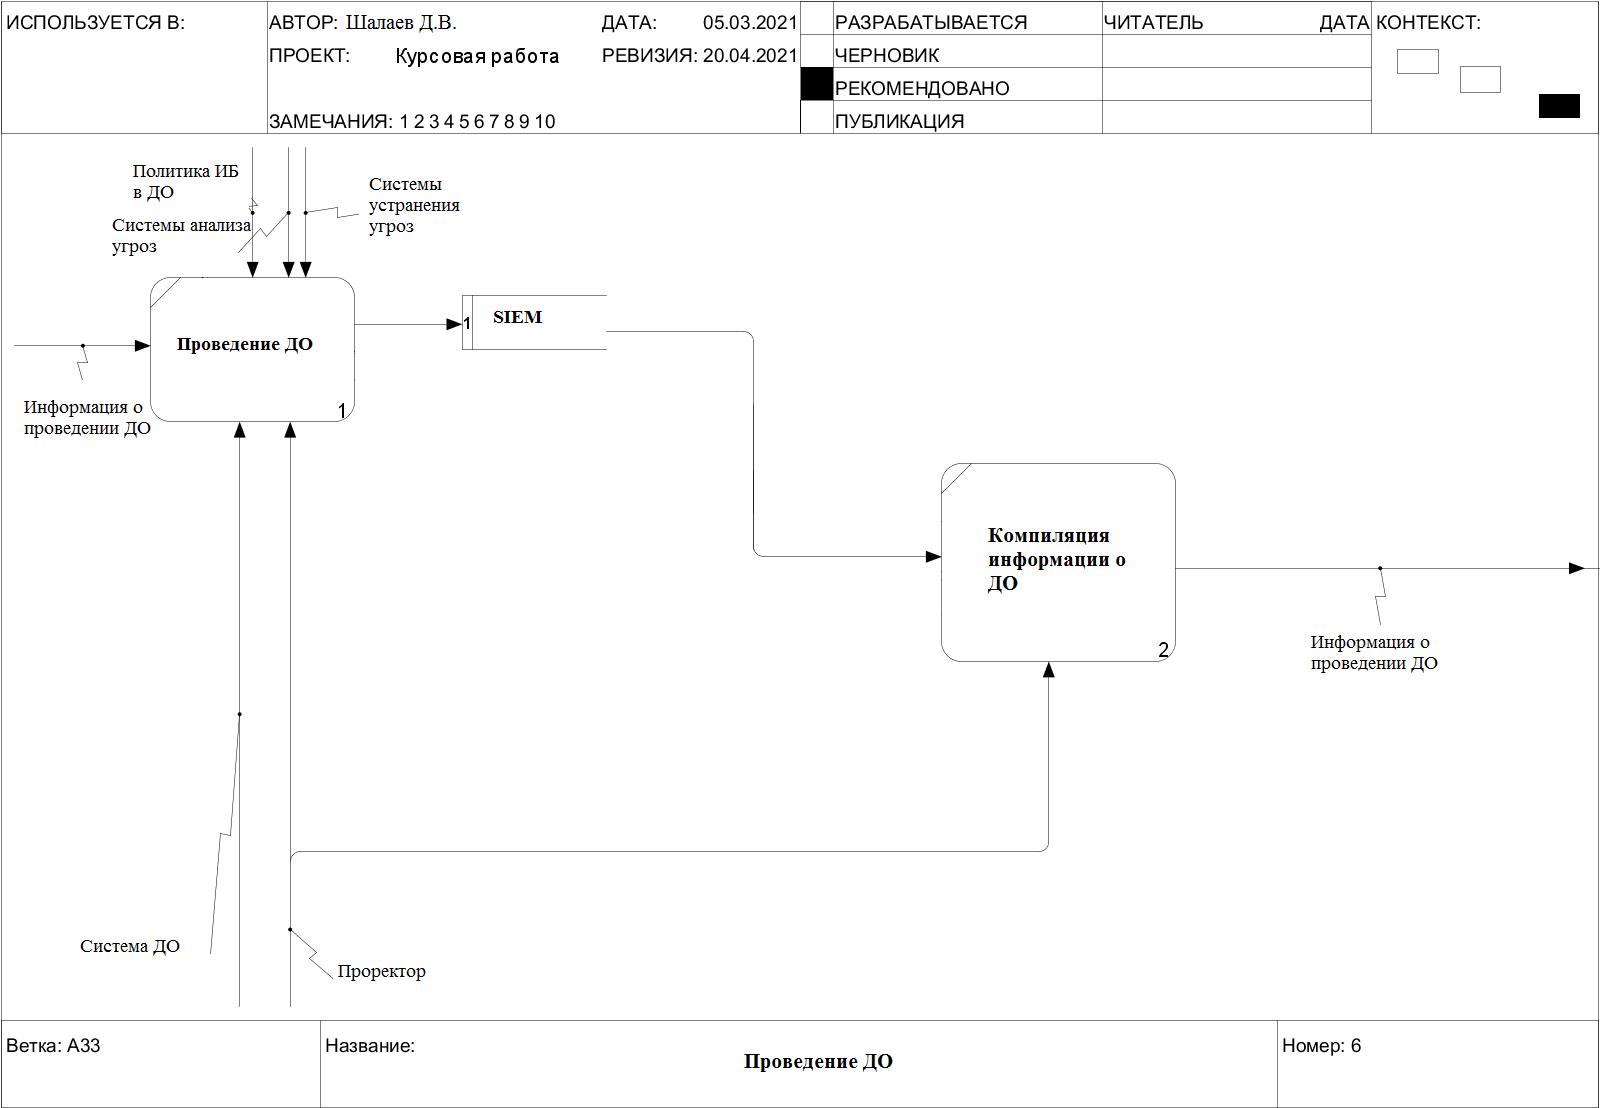 ИСПОЛЬЗУЕТСЯ В:
АВТОР: Шалаев Д.В.
ДАТА: 05.03.2021
ПРОЕКТ: Курсовая работа
РЕВИЗИЯ: 20.04.2021
ЗАМЕЧАНИЯ: 1 2 3 4 5 6 7 8 9 10
РАЗРАБАТЫВАЕТСЯ
ЧЕРНОВИК
РЕКОМЕНДОВАНО
ПУБЛИКАЦИЯ
ЧИТАТЕЛЬ
ДАТА
КОНТЕКСТ:
Политика ИБ
в ДО
Системы анализа
угроз
Системы
устранения
угроз
Проведение ДО
1
1
SIEM
Информация о
проведении ДО
Компиляция
информации о
ДО
2
Информация о
проведении ДО
Система ДО
Проректор
Ветка: A33
Название:
Проведение ДО
Номер: 6